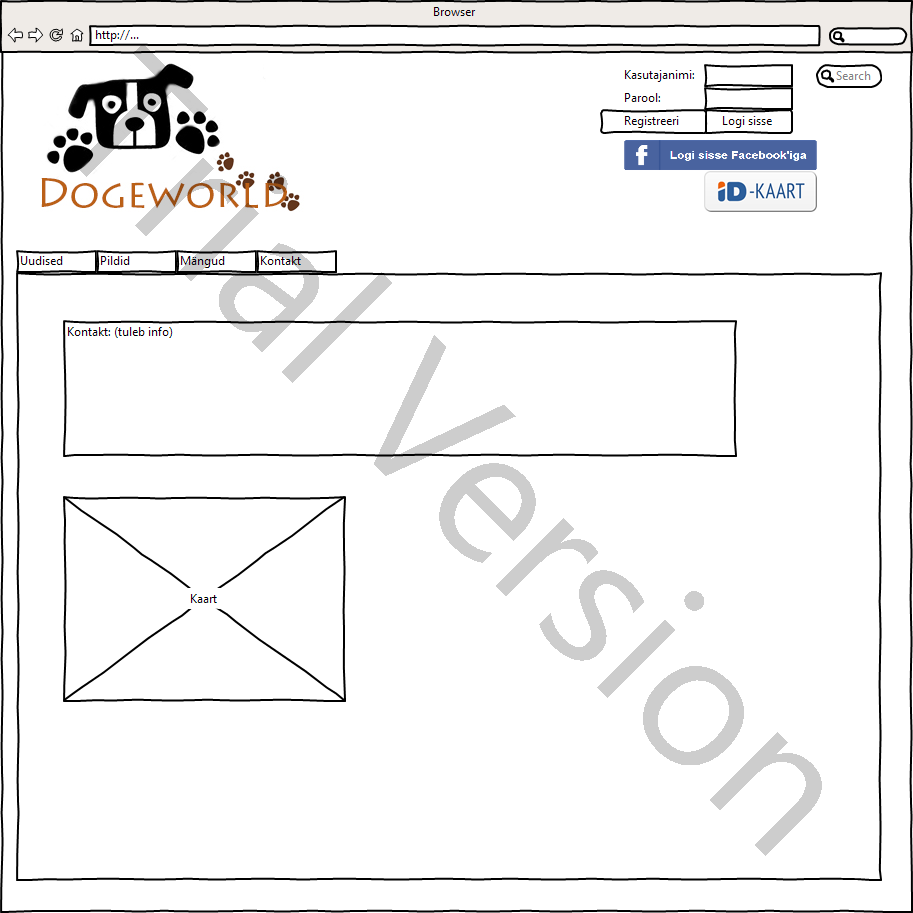 Browser
http://...
Kasutajanimi:
Search
Parool:
Registreeri Logi sisse
Logi sisse Facebook'iga
iD-KAART
DOGEWORLD
Uudised Pildid Mängud Kontakt
Kontakt: (tuleb info)
Kaart
Trial Version